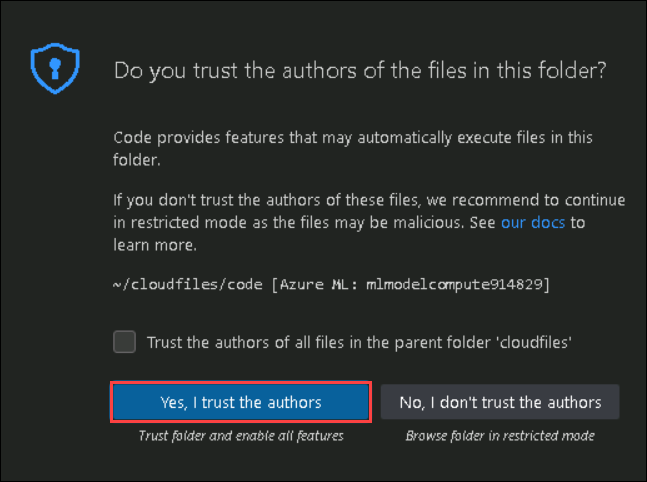 Do you trust the authors of the files in this folder?
Code provides features that may automatically execute files in this
folder.
If you don't trust the authors of these files, we recommend to continue
in restricted mode as the files may be malicious. See our docs to
learn more.
~/cloudfiles/code [Azure ML: mlmodelcompute914829]
Trust the authors of all files in the parent folder 'cloudfiles'
Yes, I trust the authors
No, I don't trust the authors
Trust folder and enable all features
Browse folder in restricted mode